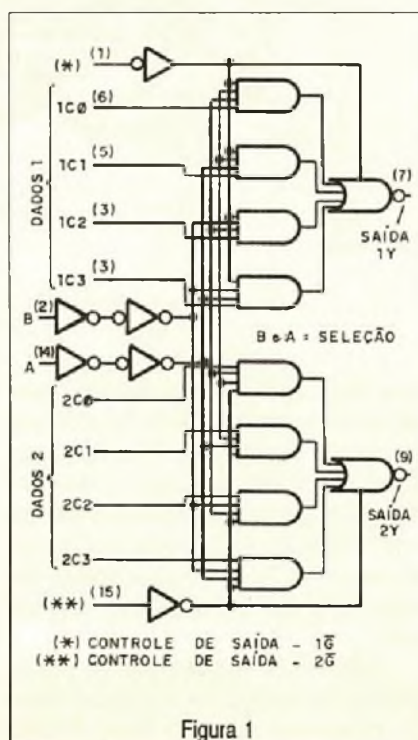 (*) (1)
1CØ (6)
1C1 (5)
DADOS 1
1C2 (3)
1C3 (3)
(7)
SAÍDA
1Y
B (2)
A (14)
B e A = SELEÇÃO
2CØ
2C1
DADOS 2
2C2
2C3
(9)
SAÍDA
2Y
(**) (15)
(*) CONTROLE DE SAÍDA - 1G̅
(**) CONTROLE DE SAÍDA - 2G̅
Figura 1